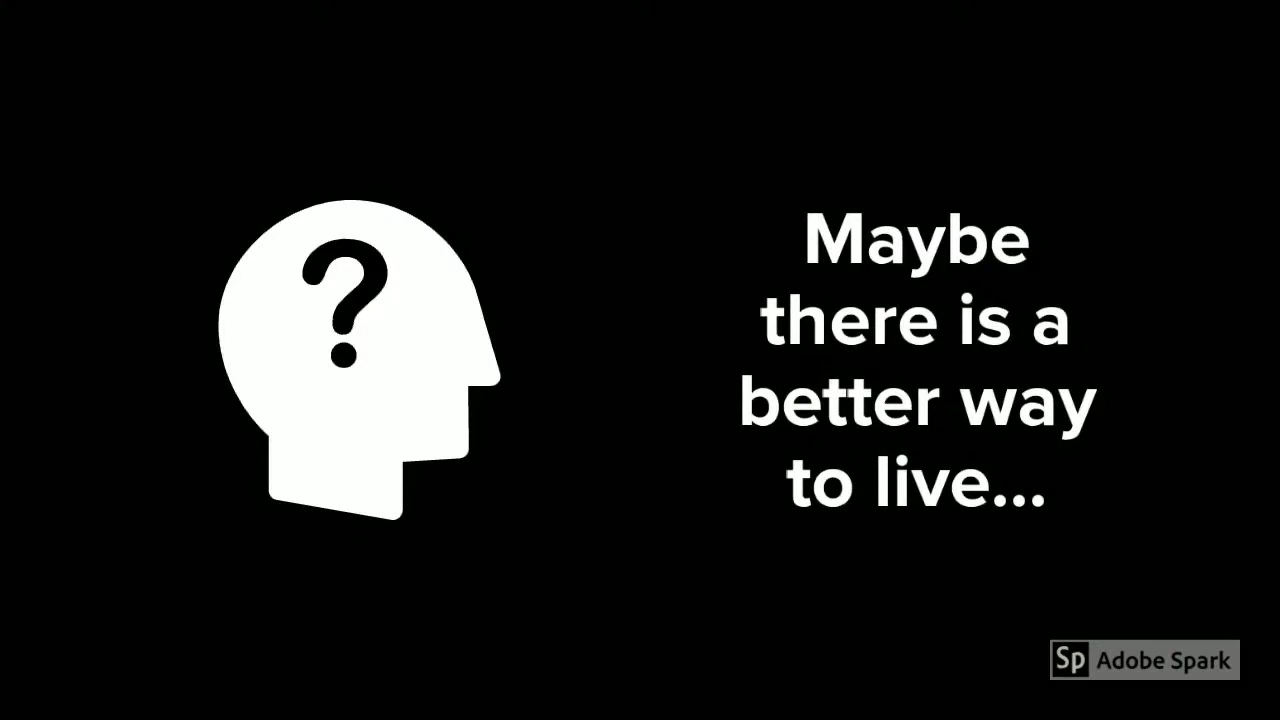 ?
Maybe
there is a
better way
to live...
Sp Adobe Spark